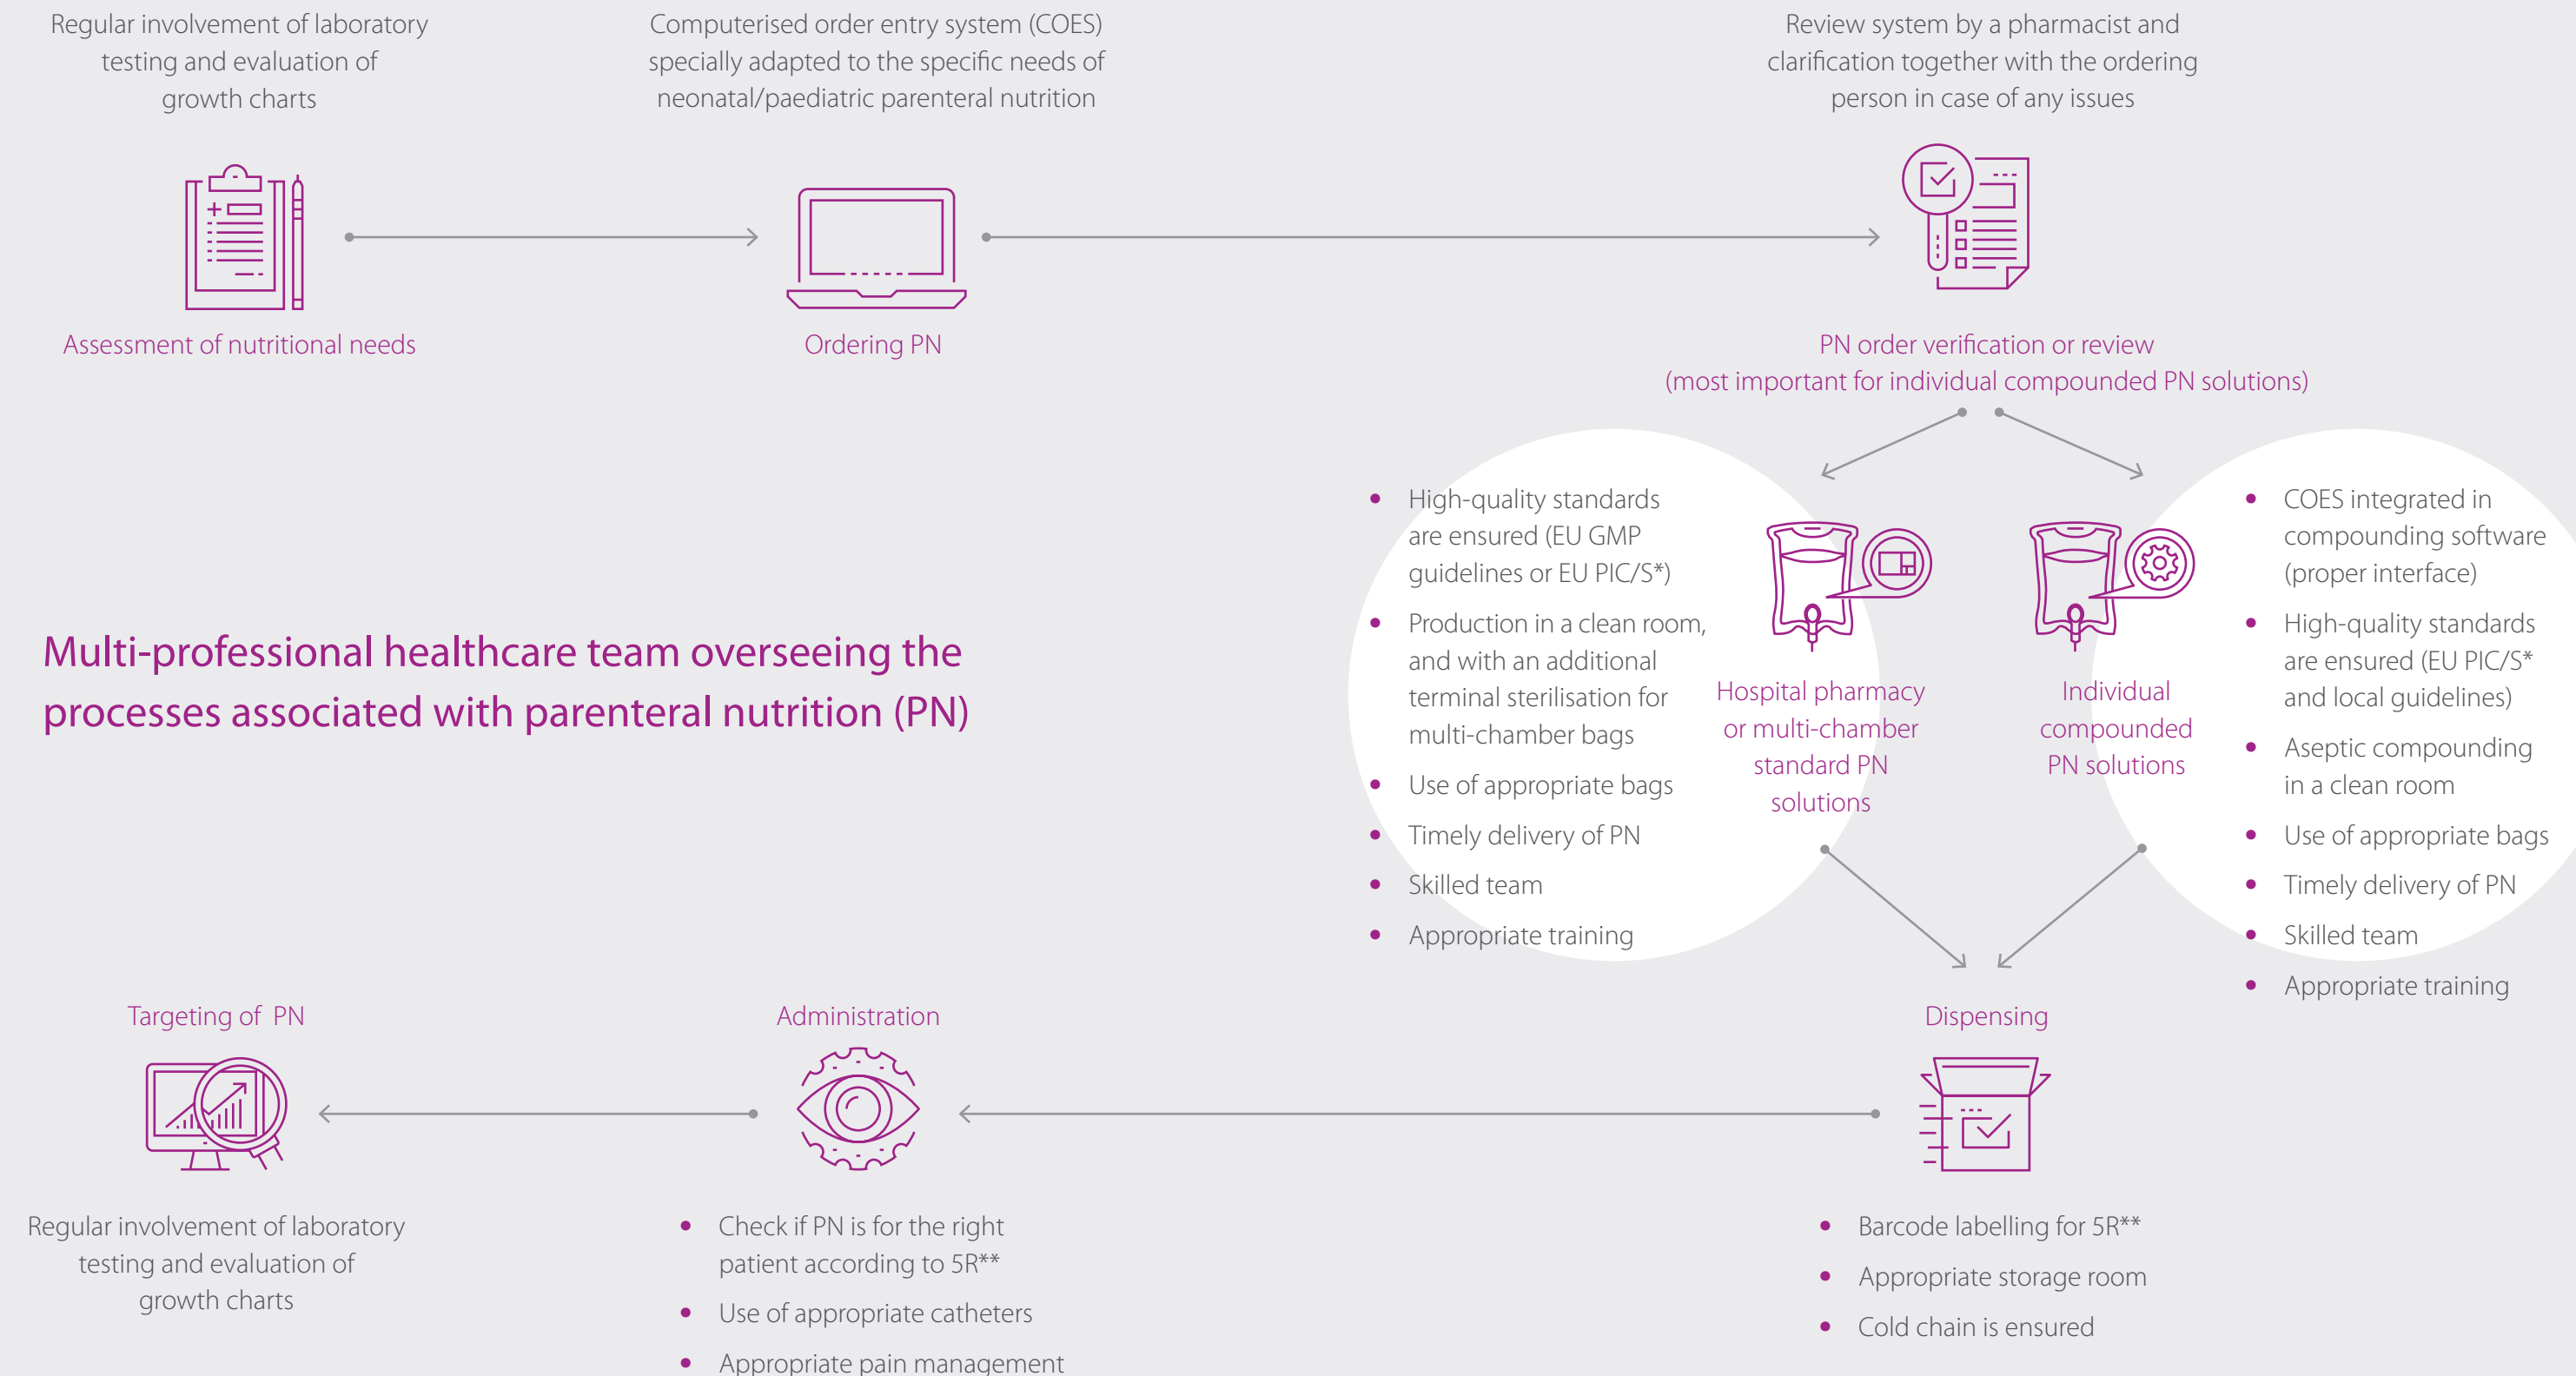 Regular involvement of laboratory
testing and evaluation of
growth charts
Assessment of nutritional needs
Computerised order entry system (COES)
specially adapted to the specific needs of
neonatal/paediatric parenteral nutrition
Ordering PN
Review system by a pharmacist and
clarification together with the ordering
person in case of any issues
PN order verification or review
(most important for individual compounded PN solutions)
Multi-professional healthcare team overseeing the
processes associated with parenteral nutrition (PN)
• High-quality standards
are ensured (EU GMP
guidelines or EU PIC/S*)
• Production in a clean room,
and with an additional
terminal sterilisation for
multi-chamber bags
• Use of appropriate bags
• Timely delivery of PN
• Skilled team
• Appropriate training
Hospital pharmacy
or multi-chamber
standard PN
solutions
Individual
compounded
PN solutions
• COES integrated in
compounding software
(proper interface)
• High-quality standards
are ensured (EU PIC/S*
and local guidelines)
• Aseptic compounding
in a clean room
• Use of appropriate bags
• Timely delivery of PN
• Skilled team
• Appropriate training
Dispensing
• Barcode labelling for 5R**
• Appropriate storage room
• Cold chain is ensured
Administration
• Check if PN is for the right
patient according to 5R**
• Use of appropriate catheters
• Appropriate pain management
Targeting of PN
Regular involvement of laboratory
testing and evaluation of
growth charts